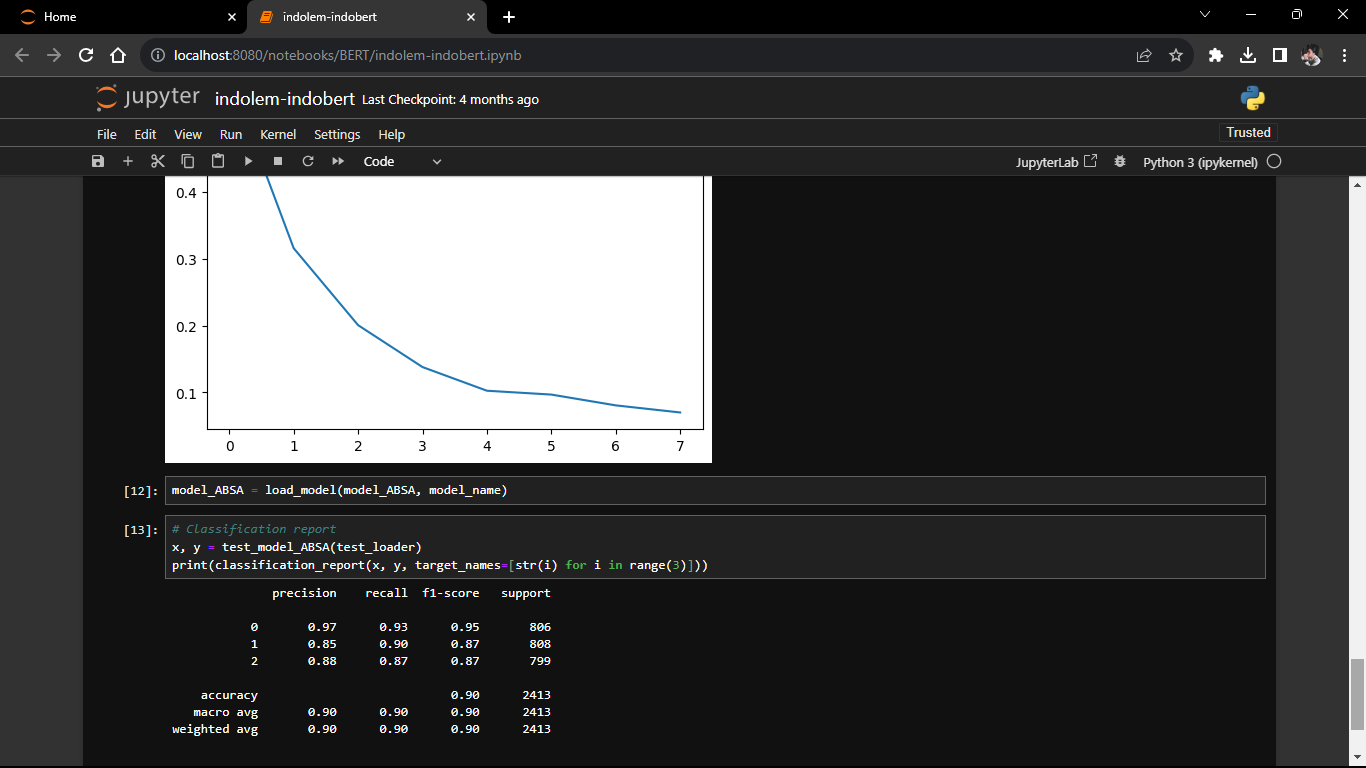 Home
indolem-indobert
localhost:8080/notebooks/BERT/indolem-indobert.ipynb
jupyter indolem-indobert Last Checkpoint: 4 months ago
File Edit View Run Kernel Settings Help
Trusted
Code
JupyterLab
Python 3 (ipykernel)
0.4
0.3
0.2
0.1
0 1 2 3 4 5 6 7
[12]: model_ABSA = load_model(model_ABSA, model_name)
[13]: # Classification report
x, y = test_model_ABSA(test_loader)
print(classification_report(x, y, target_names=[str(i) for i in range(3)]))
precision recall f1-score support
0 0.97 0.93 0.95 806
1 0.85 0.90 0.87 808
2 0.88 0.87 0.87 799
accuracy 0.90 2413
macro avg 0.90 0.90 0.90 2413
weighted avg 0.90 0.90 0.90 2413